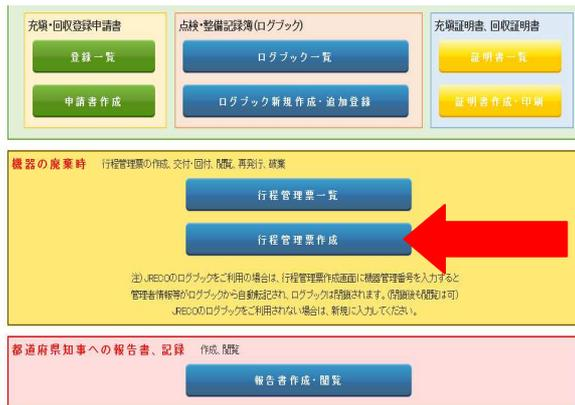 充填・回収登録申請書
点検・整備記録簿(ログブック)
充填証明書、回収証明書
登録一覧
ログブック一覧
証明書一覧
申請書作成
ログブック新規作成・追加登録
証明書作成・印刷
機器の廃棄時 行程管理票の作成、交付・回付、閲覧、再発行、破棄
行程管理票一覧
行程管理票作成
注) JRECOのログブックをご利用の場合は、行程管理票作成画面に機器管理番号を入力すると
管理者情報等がログブックから自動転記され、ログブックは閉鎖されます。(閉鎖後も閲覧は可)
JRECOのログブックをご利用されない場合は、新規に入力してください。
都道府県知事への報告書、記録 作成、閲覧
報告書作成・閲覧